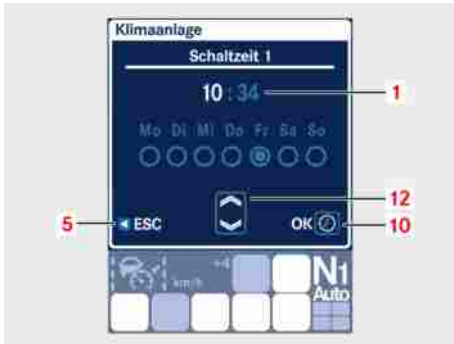 Klimaanlage
Schaltzeit 1
10 : 34
1
Mo Di Mi Do Fr Sa So
12
5
ESC
OK
10
km/h
+4
N1
Auto